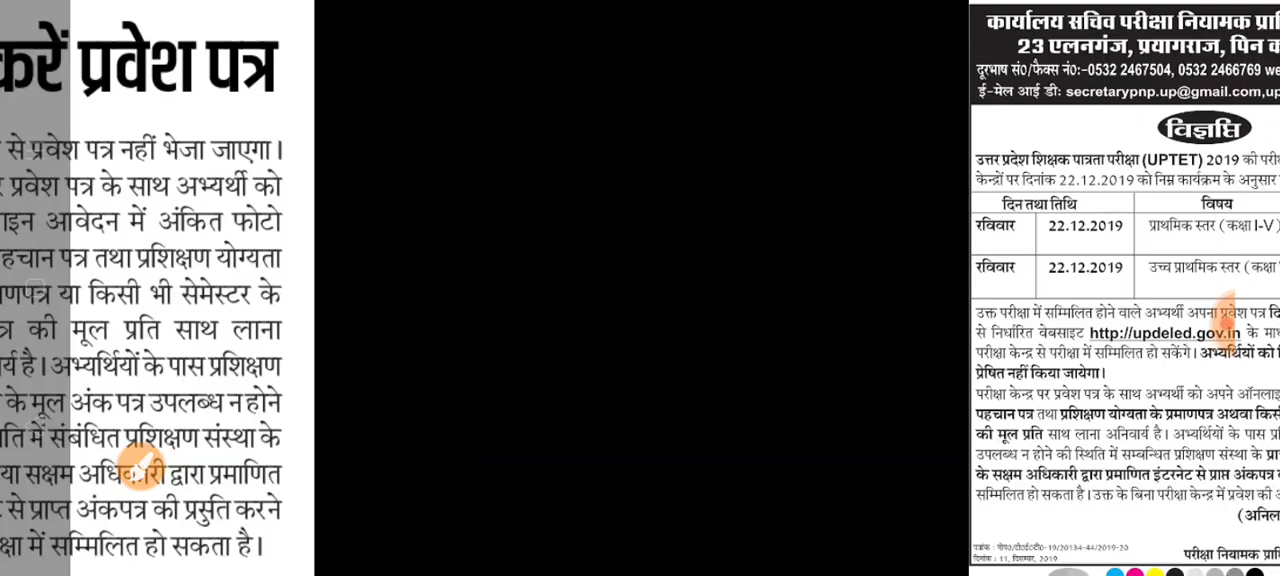 करें प्रवेश पत्र
से प्रवेश पत्र नहीं भेजा जाएगा।
प्रवेश पत्र के साथ अभ्यर्थी को
इन आवेदन में अंकित फोटो
हचान पत्र तथा प्रशिक्षण योग्यता
णपत्र या किसी भी सेमेस्टर के
त्र की मूल प्रति साथ लाना
र्य है। अभ्यर्थियों के पास प्रशिक्षण
के मूल अंक पत्र उपलब्ध न होने
ति में संबंधित प्रशिक्षण संस्था के
या सक्षम अधिकारी द्वारा प्रमाणित
से प्राप्त अंकपत्र की प्रसुति करने
क्षा में सम्मिलित हो सकता है।
कार्यालय सचिव परीक्षा नियामक प्रा
23 एलनगंज, प्रयागराज, पिन क
दूरभाष सं०/फैक्स नं०:-0532 2467504, 0532 2466769 we
ई-मेल आई डी: secretarypnp.up@gmail.com,up
विज्ञप्ति
उत्तर प्रदेश शिक्षक पात्रता परीक्षा (UPTET) 2019 की परी
केन्द्रों पर दिनांक 22.12.2019 को निम्न कार्यक्रम के अनुसार
दिन तथा तिथि विषय
रविवार 22.12.2019 प्राथमिक स्तर (कक्षा I-V)
रविवार 22.12.2019 उच्च प्राथमिक स्तर (कक्षा
उक्त परीक्षा में सम्मिलित होने वाले अभ्यर्थी अपना प्रवेश पत्र दि
से निर्धारित वेबसाइट http://updeled.gov.in के मा
परीक्षा केन्द्र से परीक्षा में सम्मिलित हो सकेंगे। अभ्यर्थियों को
प्रेषित नहीं किया जायेगा।
परीक्षा केन्द्र पर प्रवेश पत्र के साथ अभ्यर्थी को अपने ऑनलाइ
पहचान पत्र तथा प्रशिक्षण योग्यता के प्रमाणपत्र अथवा किस
की मूल प्रति साथ लाना अनिवार्य है। अभ्यर्थियों के पास प्र
उपलब्ध न होने की स्थिति में सम्बन्धित प्रशिक्षण संस्था के प्रा
के सक्षम अधिकारी द्वारा प्रमाणित इंटरनेट से प्राप्त अंकपत्र
सम्मिलित हो सकता है। उक्त के बिना परीक्षा केन्द्र में प्रवेश की अ
(अनिल
परीक्षा नियामक प्रा